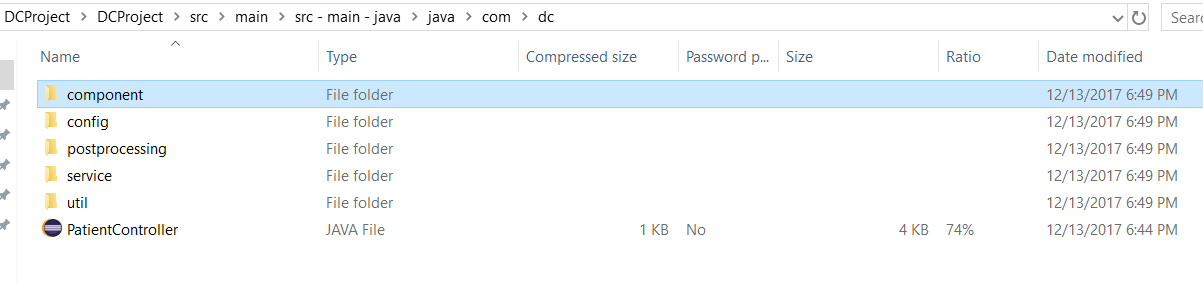 DCProject > DCProject > src > main > src - main - java > java > com > dc
Name Type Compressed size Password p... Size Ratio Date modified
component File folder 12/13/2017 6:49 PM
config File folder 12/13/2017 6:49 PM
postprocessing File folder 12/13/2017 6:49 PM
service File folder 12/13/2017 6:49 PM
util File folder 12/13/2017 6:49 PM
PatientController JAVA File 1 KB No 4 KB 74% 12/13/2017 6:44 PM